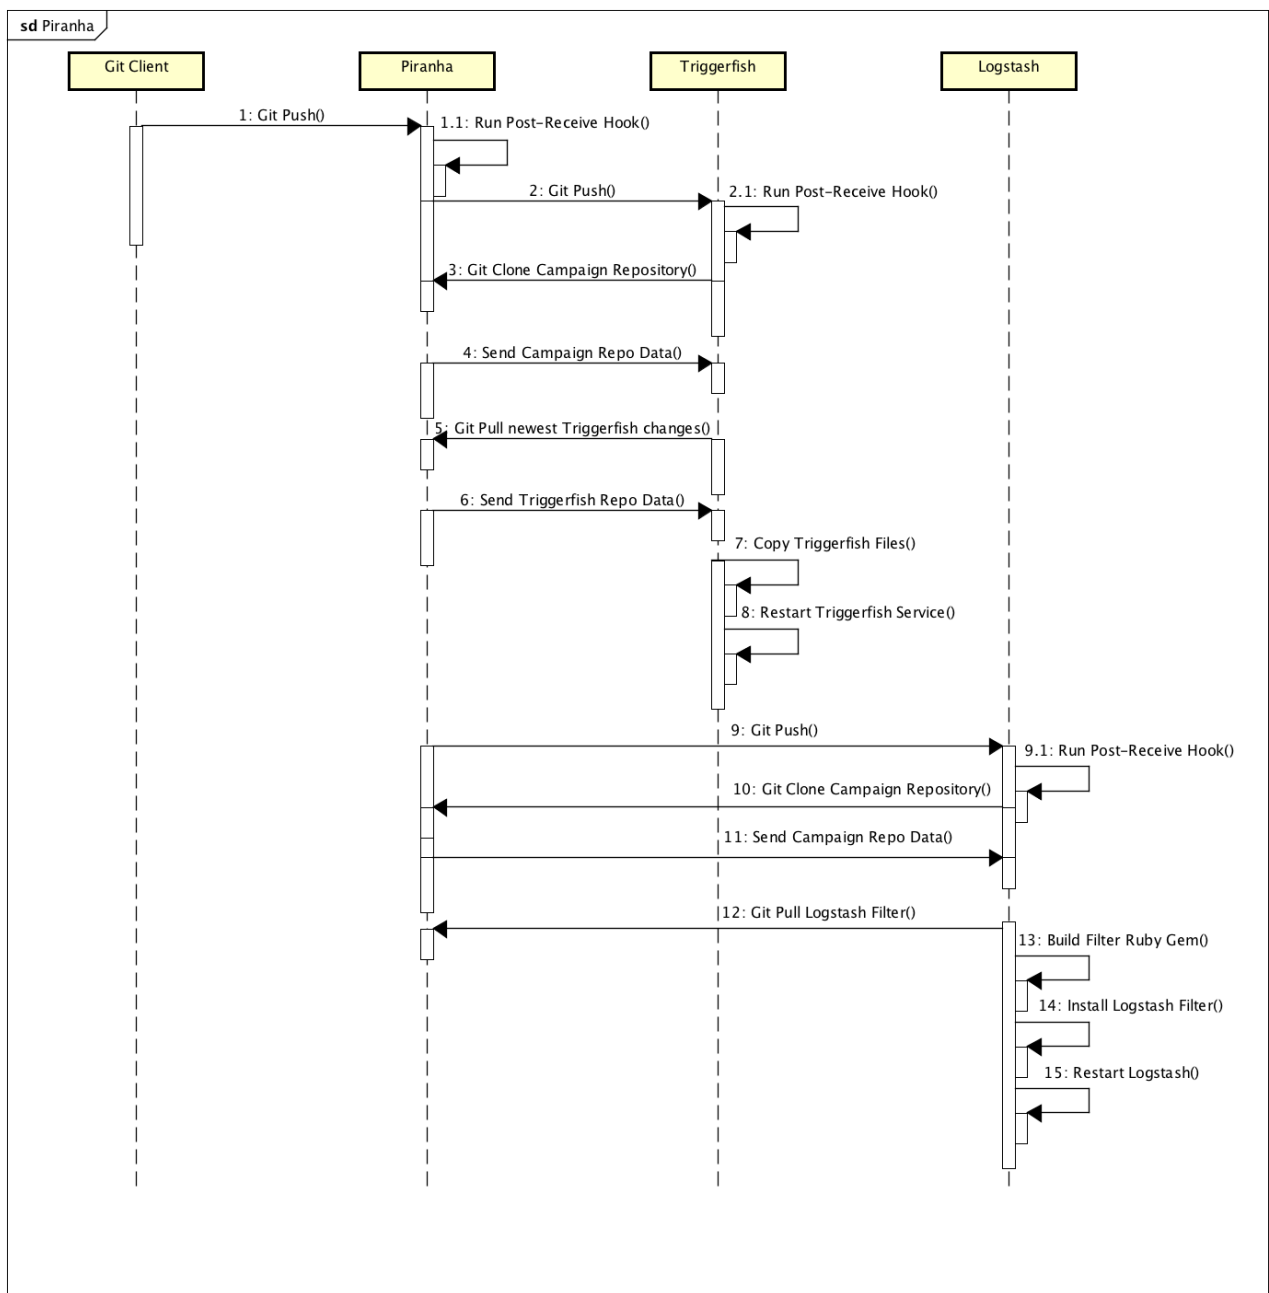 sd Piranha
Git Client
Piranha
Triggerfish
Logstash
1: Git Push()
1.1: Run Post-Receive Hook()
2: Git Push()
2.1: Run Post-Receive Hook()
3: Git Clone Campaign Repository()
4: Send Campaign Repo Data()
5: Git Pull newest Triggerfish changes()
6: Send Triggerfish Repo Data()
7: Copy Triggerfish Files()
8: Restart Triggerfish Service()
9: Git Push()
9.1: Run Post-Receive Hook()
10: Git Clone Campaign Repository()
11: Send Campaign Repo Data()
12: Git Pull Logstash Filter()
13: Build Filter Ruby Gem()
14: Install Logstash Filter()
15: Restart Logstash()